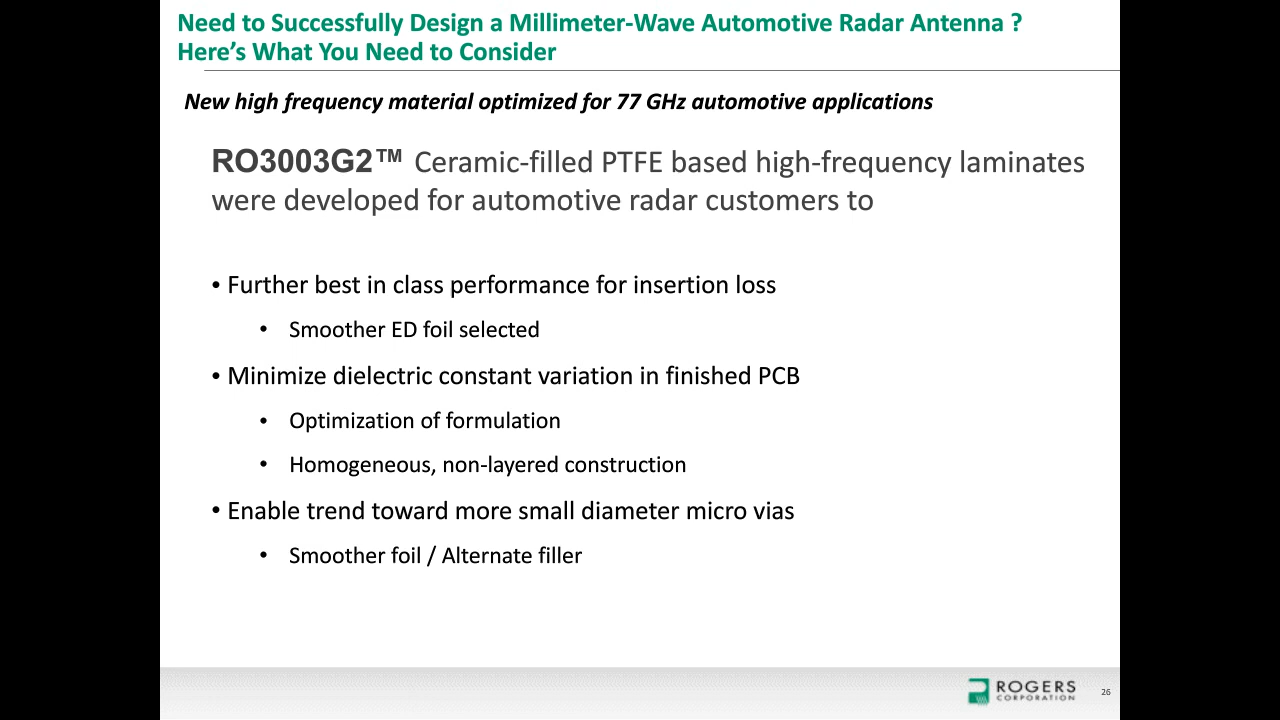 Need to Successfully Design a Millimeter-Wave Automotive Radar Antenna ?
Here’s What You Need to Consider
New high frequency material optimized for 77 GHz automotive applications
RO3003G2™ Ceramic-filled PTFE based high-frequency laminates
were developed for automotive radar customers to
• Further best in class performance for insertion loss
• Smoother ED foil selected
• Minimize dielectric constant variation in finished PCB
• Optimization of formulation
• Homogeneous, non-layered construction
• Enable trend toward more small diameter micro vias
• Smoother foil / Alternate filler
ROGERS
CORPORATION
26